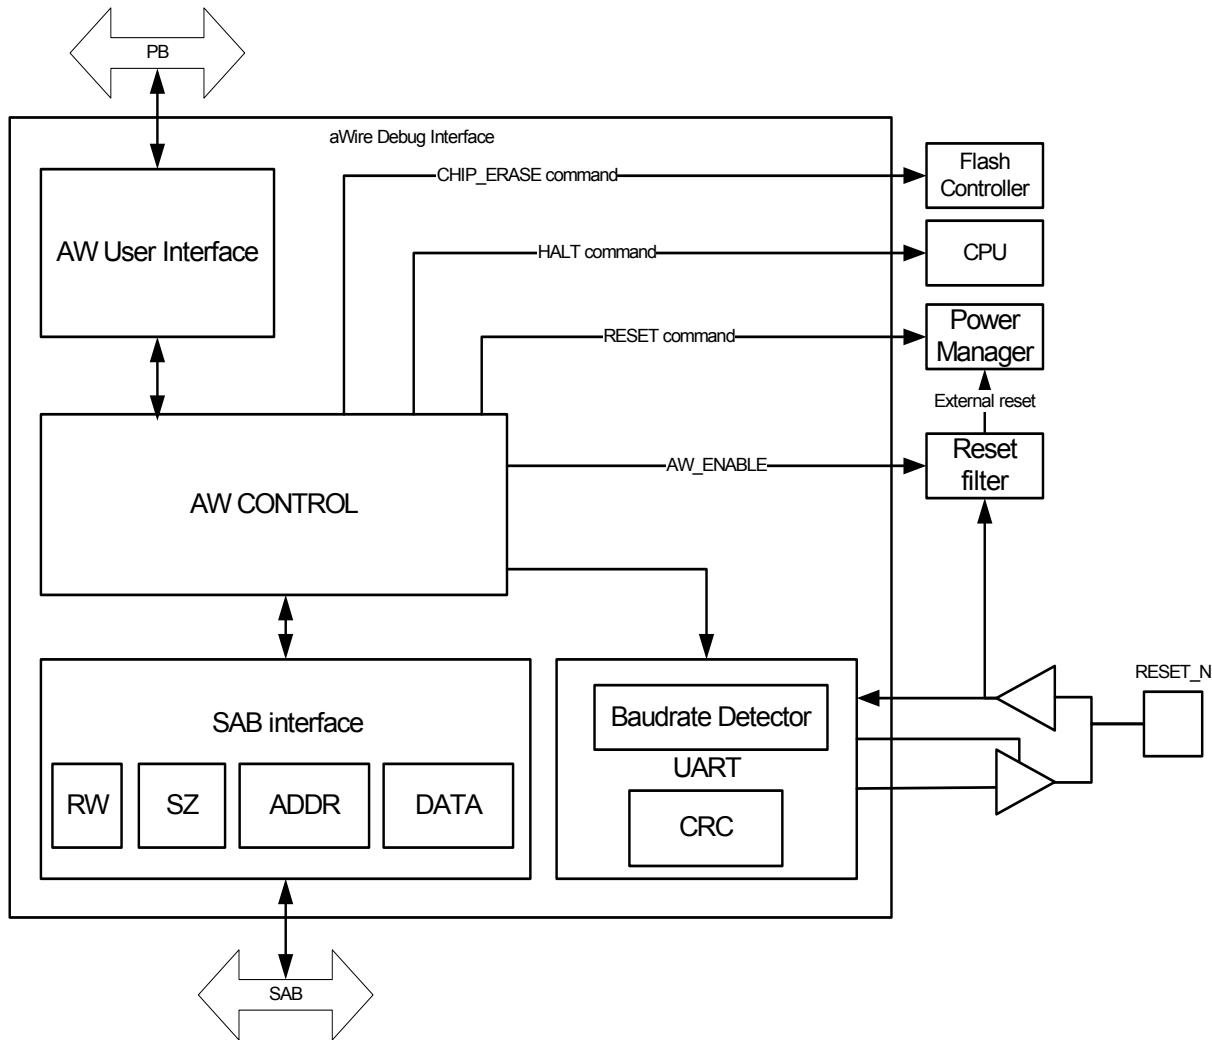 PB
aWire Debug Interface
CHIP_ERASE command
Flash
Controller
AW User Interface
HALT command
CPU
RESET command
Power
Manager
External reset
AW_ENABLE
Reset
filter
AW CONTROL
RESET_N
SAB interface
Baudrate Detector
UART
RW
SZ
ADDR
DATA
CRC
SAB